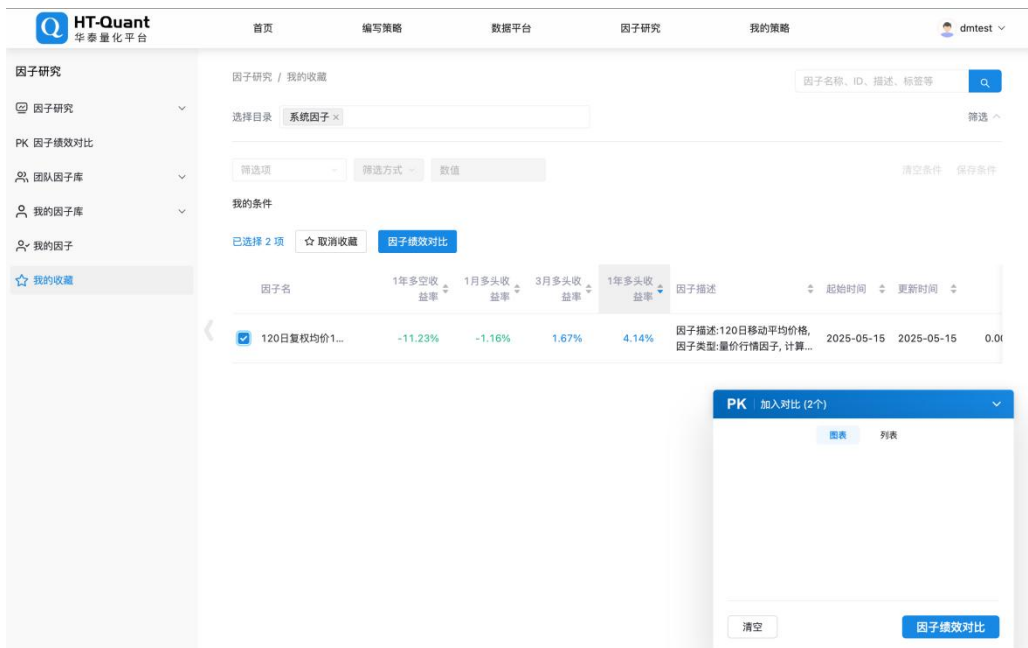 HT-Quant
华泰量化平台
首页 编写策略 数据平台 因子研究 我的策略 dmtest
因子研究
因子研究
PK 因子绩效对比
团队因子库
我的因子库
我的因子
我的收藏
因子研究 / 我的收藏
因子名称、ID、描述、标签等
选择目录 系统因子 ×
筛选
筛选项 筛选方式 数值
清空条件 保存条件
我的条件
已选择 2 项 取消收藏 因子绩效对比
因子名 1年多空收益率 1月多头收益率 3月多头收益率 1年多头收益率 因子描述 起始时间 更新时间
120日复权均价1... -11.23% -1.16% 1.67% 4.14% 因子描述:120日移动平均价格, 2025-05-15 2025-05-15 0.00
因子类型:量价行情因子, 计算...
PK 加入对比 (2个)
图表 列表
清空 因子绩效对比